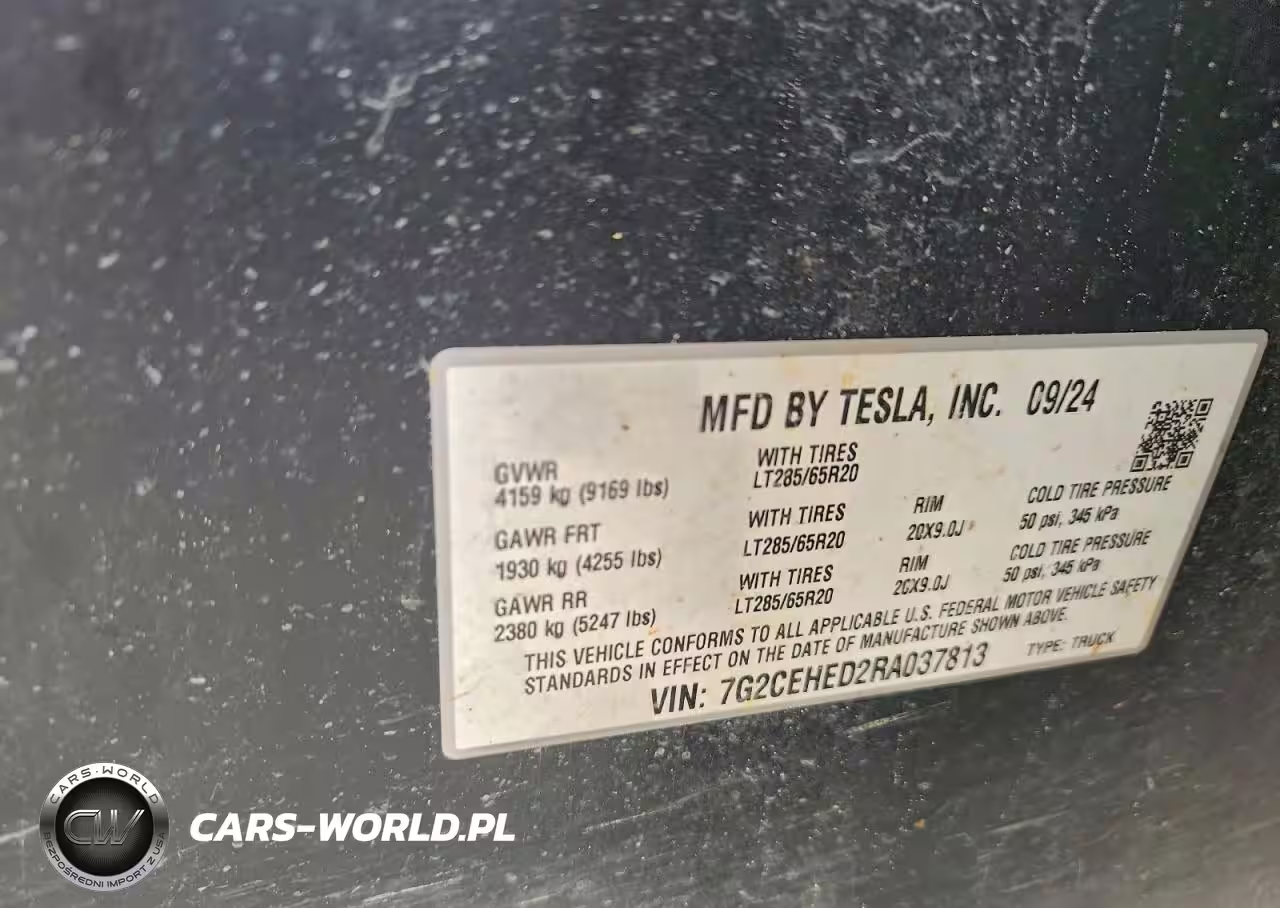 MFD BY TESLA, INC. 09/24
GVWR
4159 kg (9169 lbs)
WITH TIRES
LT285/65R20
GAWR FRT
1930 kg (4255 lbs)
WITH TIRES
LT285/65R20
RIM
20X9.0J
COLD TIRE PRESSURE
50 psi, 345 kPa
GAWR RR
2380 kg (5247 lbs)
WITH TIRES
LT285/65R20
RIM
20X9.0J
COLD TIRE PRESSURE
50 psi, 345 kPa
THIS VEHICLE CONFORMS TO ALL APPLICABLE U.S. FEDERAL MOTOR VEHICLE SAFETY
STANDARDS IN EFFECT ON THE DATE OF MANUFACTURE SHOWN ABOVE.
VIN: 7G2CEHED2RA037813
TYPE: TRUCK
CARS-WORLD
CW
BEZPOŚREDNI IMPORT Z USA
CARS-WORLD.PL